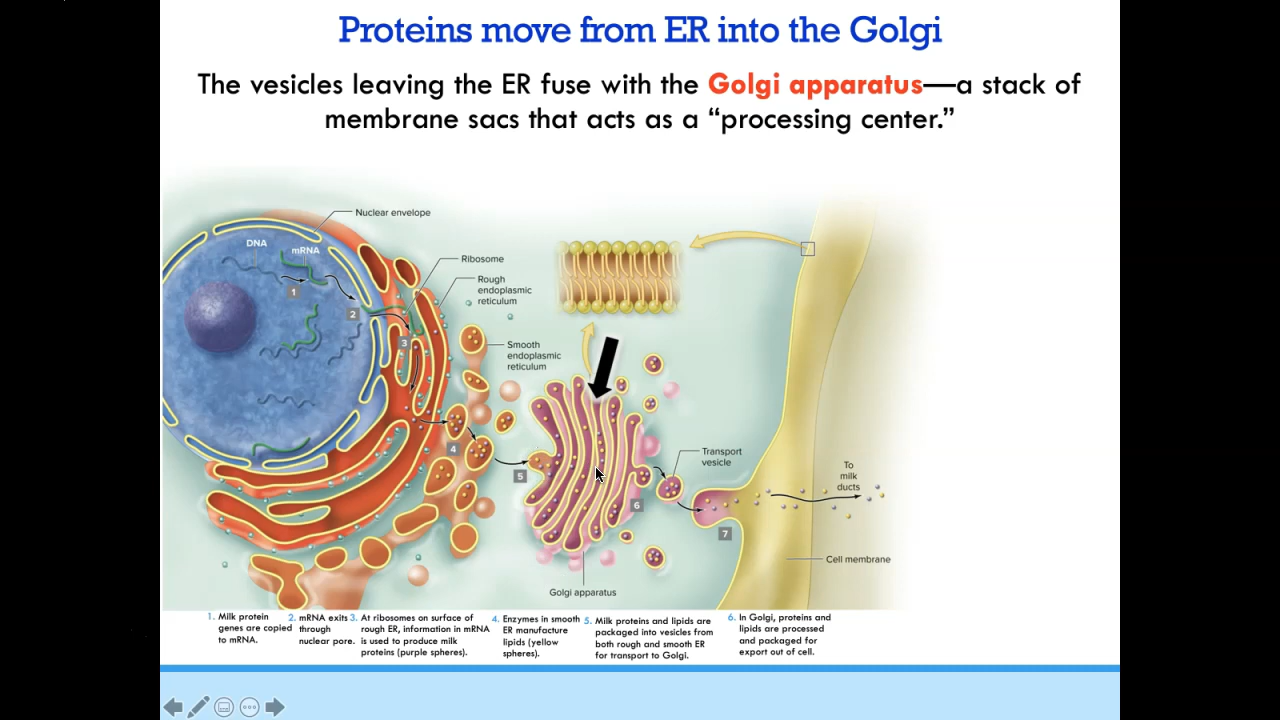 Proteins move from ER into the Golgi
The vesicles leaving the ER fuse with the Golgi apparatus—a stack of
membrane sacs that acts as a “processing center.”
Nuclear envelope
DNA
mRNA
Ribosome
Rough
endoplasmic
reticulum
Smooth
endoplasmic
reticulum
1
2
3
4
5
6
7
Transport
vesicle
To
milk
ducts
Cell membrane
Golgi apparatus
1. Milk protein
genes are copied
to mRNA.
2. mRNA exits
through
nuclear pore.
3. At ribosomes on surface of
rough ER, information in mRNA
is used to produce milk
proteins (purple spheres).
4. Enzymes in smooth
ER manufacture
lipids (yellow
spheres).
5. Milk proteins and lipids are
packaged into vesicles from
both rough and smooth ER
for transport to Golgi.
6. In Golgi, proteins and
lipids are processed
and packaged for
export out of cell.